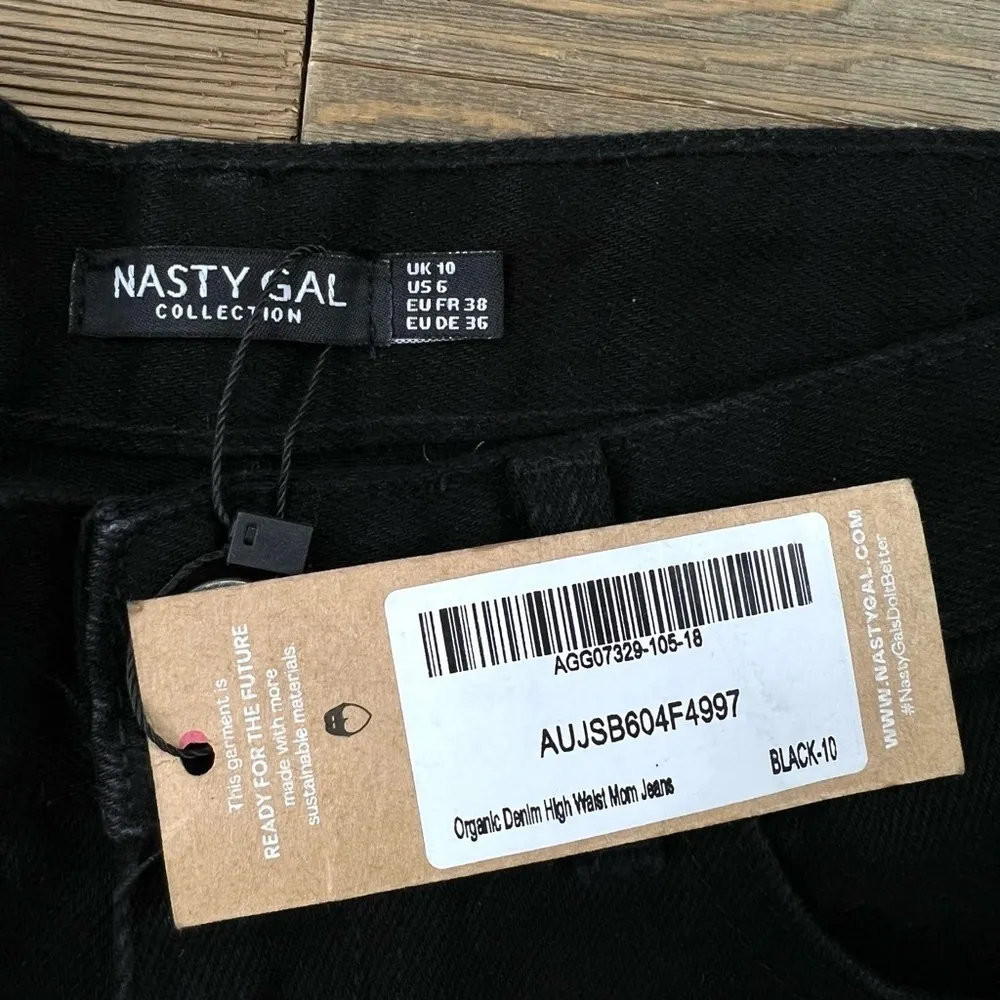 NASTY GAL
COLLECTION
UK 10
US 6
EU FR 38
EU DE 36
This garment is
READY FOR THE FUTURE
made with more
sustainable materials.
AGG07329-105-18
AUJSB604F4997
BLACK-10
Organic Denim High Waist Mom Jeans
WWW.NASTYGAL.COM
#NastyGalsDoItBetter